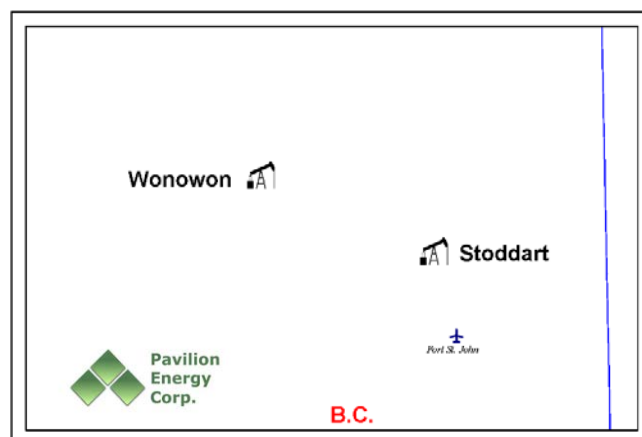 Wonowon
Stoddart
Fort St. John
Pavilion
Energy
Corp.
B.C.